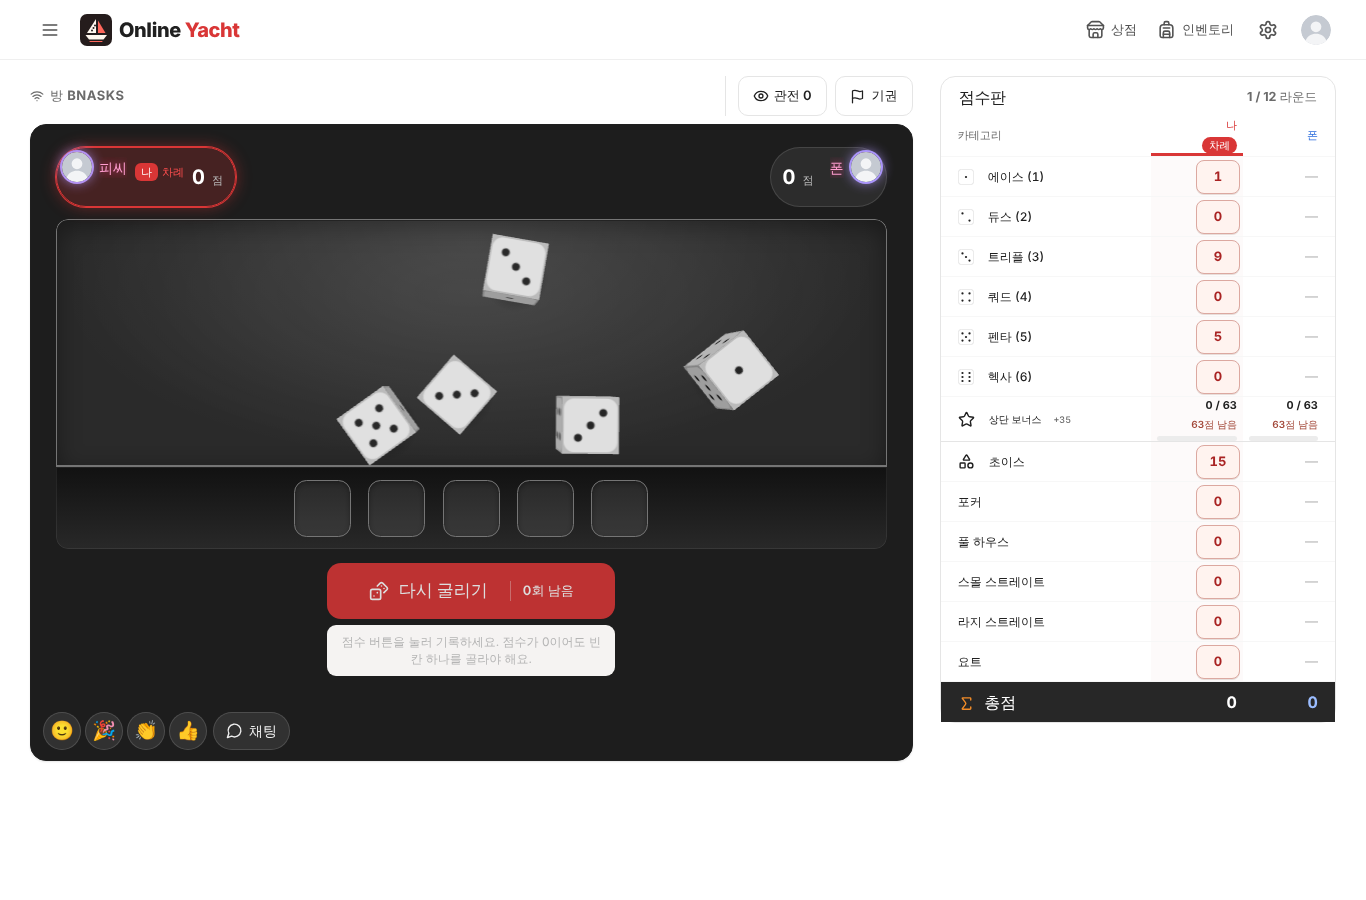 Online Yacht
상점
인벤토리
방 BNASKS
관전 0
기권
피씨
나
차례
0 점
0 점
폰
다시 굴리기
0회 남음
점수 버튼을 눌러 기록하세요. 점수가 0이어도 빈
칸 하나를 골라야 해요.
채팅
점수판
1 / 12 라운드
카테고리
나
차례
폰
에이스 (1) 1 —
듀스 (2) 0 —
트리플 (3) 9 —
쿼드 (4) 0 —
펜타 (5) 5 —
헥사 (6) 0 —
상단 보너스 +35
0 / 63 0 / 63
63점 남음 63점 남음
초이스 15 —
포커 0 —
풀 하우스 0 —
스몰 스트레이트 0 —
라지 스트레이트 0 —
요트 0 —
총점 0 0